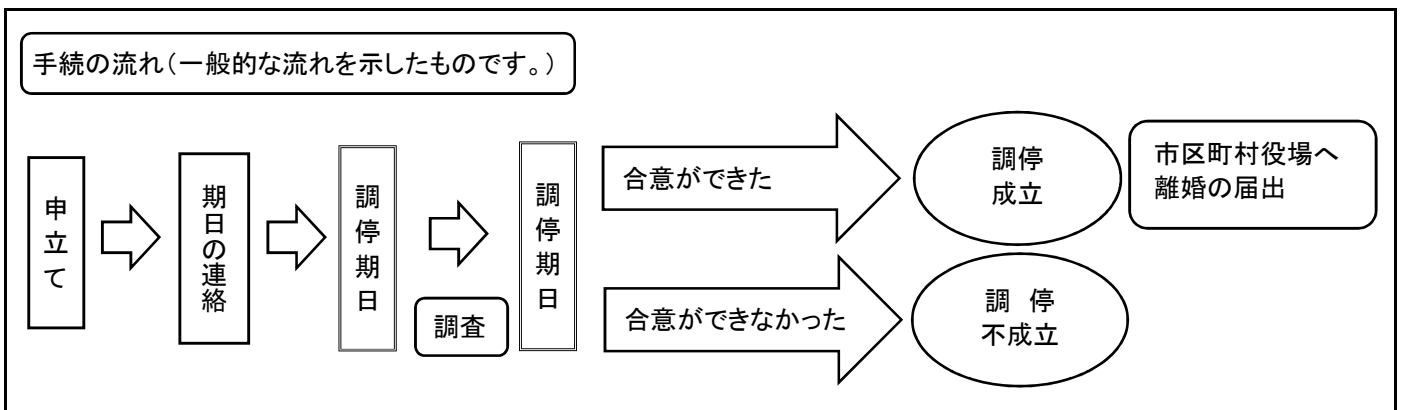 手続の流れ（一般的な流れを示したものです。）
申立て
期日の連絡
調停期日
調査
調停期日
合意ができた
調停
成立
市区町村役場へ
離婚の届出
合意ができなかった
調　停
不成立